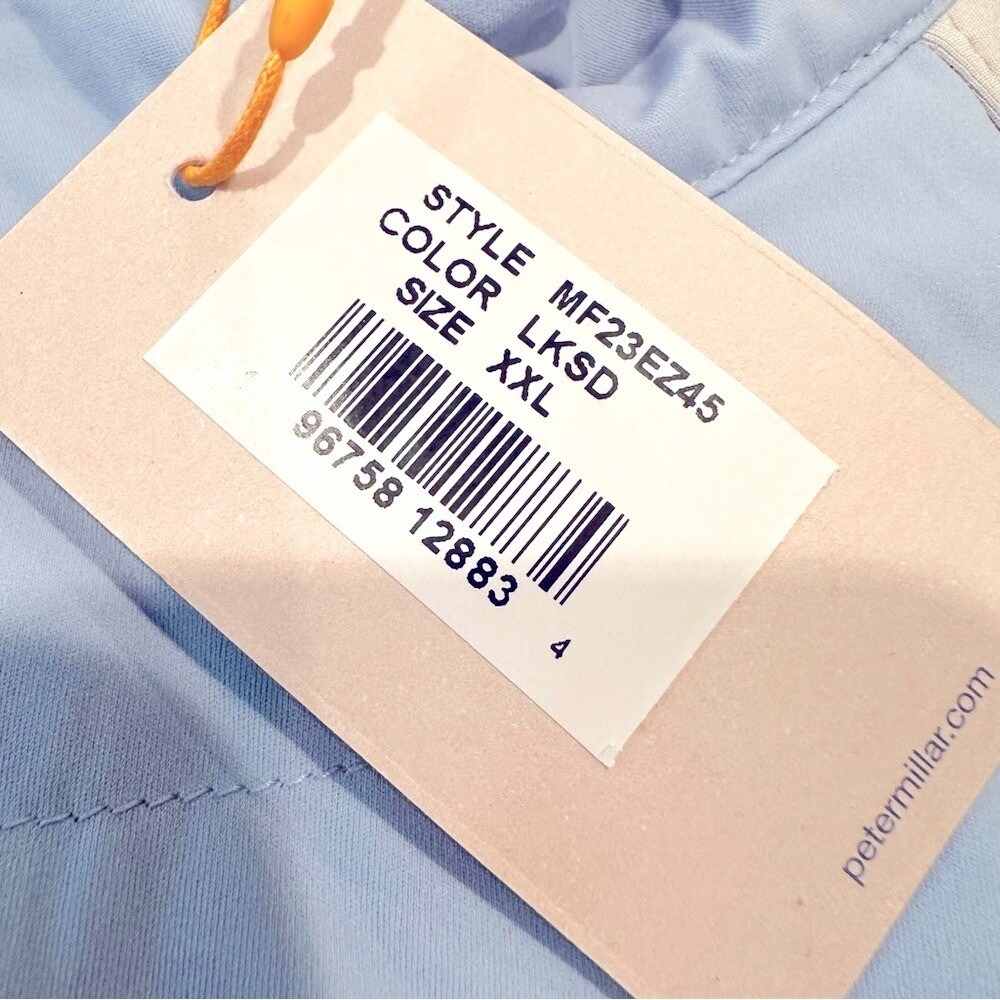 STYLE MF23EZ45
COLOR LKSD
SIZE XXL
96758 12883 4
petermillar.com